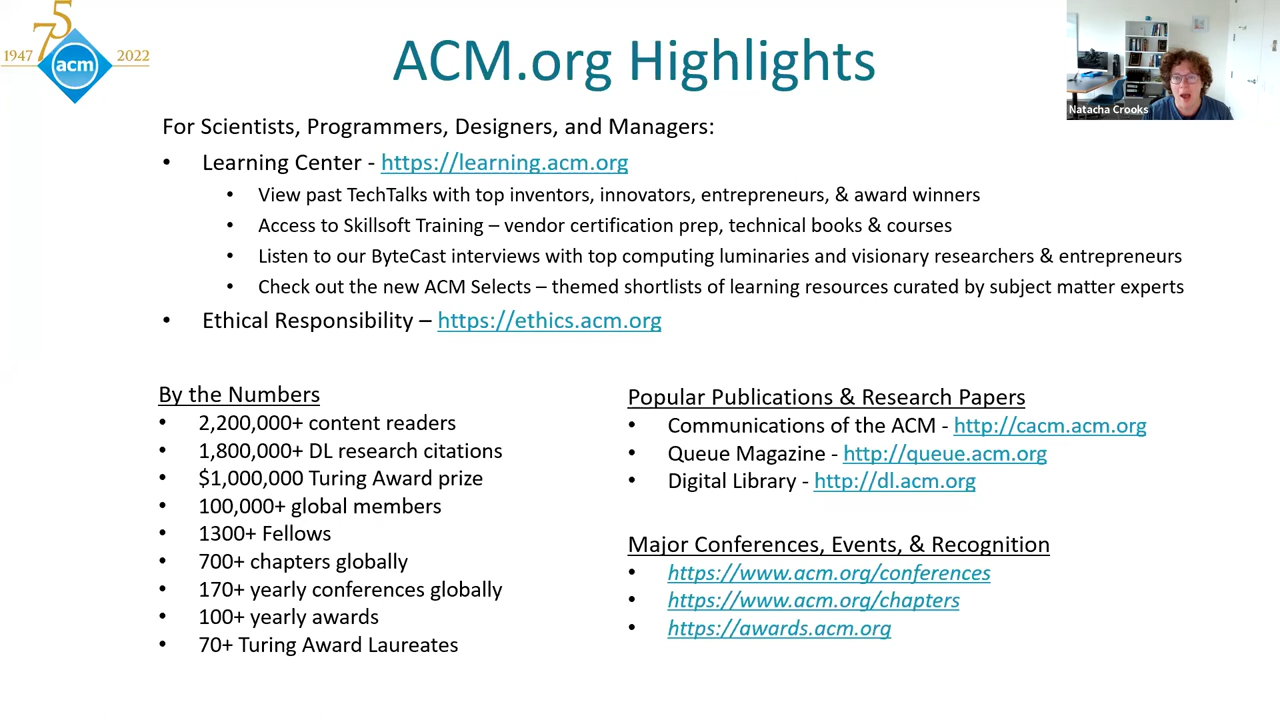 75
1947
2022
acm
ACM.org Highlights
Natacha Crooks
For Scientists, Programmers, Designers, and Managers:
• Learning Center - https://learning.acm.org
• View past TechTalks with top inventors, innovators, entrepreneurs, & award winners
• Access to Skillsoft Training – vendor certification prep, technical books & courses
• Listen to our ByteCast interviews with top computing luminaries and visionary researchers & entrepreneurs
• Check out the new ACM Selects – themed shortlists of learning resources curated by subject matter experts
• Ethical Responsibility – https://ethics.acm.org
By the Numbers
• 2,200,000+ content readers
• 1,800,000+ DL research citations
• $1,000,000 Turing Award prize
• 100,000+ global members
• 1300+ Fellows
• 700+ chapters globally
• 170+ yearly conferences globally
• 100+ yearly awards
• 70+ Turing Award Laureates
Popular Publications & Research Papers
• Communications of the ACM - http://cacm.acm.org
• Queue Magazine - http://queue.acm.org
• Digital Library - http://dl.acm.org
Major Conferences, Events, & Recognition
• https://www.acm.org/conferences
• https://www.acm.org/chapters
• https://awards.acm.org